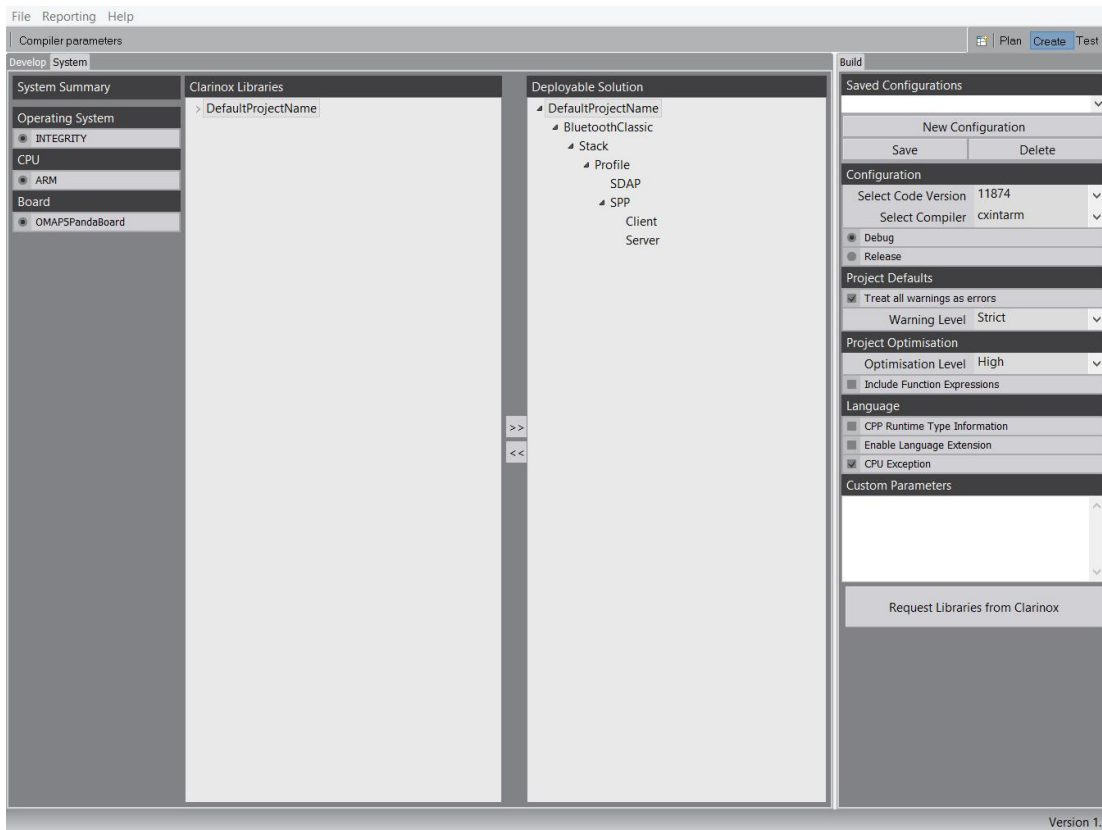 File Reporting Help
Compiler parameters
Plan Create Test
Develop System
Build
System Summary
Operating System
INTEGRITY
CPU
ARM
Board
OMAP5PandaBoard
Clarinox Libraries
DefaultProjectName
>>
<<
Deployable Solution
DefaultProjectName
BluetoothClassic
Stack
Profile
SDAP
SPP
Client
Server
Saved Configurations
New Configuration
Save Delete
Configuration
Select Code Version 11874
Select Compiler cxintarm
Debug
Release
Project Defaults
Treat all warnings as errors
Warning Level Strict
Project Optimisation
Optimisation Level High
Include Function Expressions
Language
CPP Runtime Type Information
Enable Language Extension
CPU Exception
Custom Parameters
Request Libraries from Clarinox
Version 1.